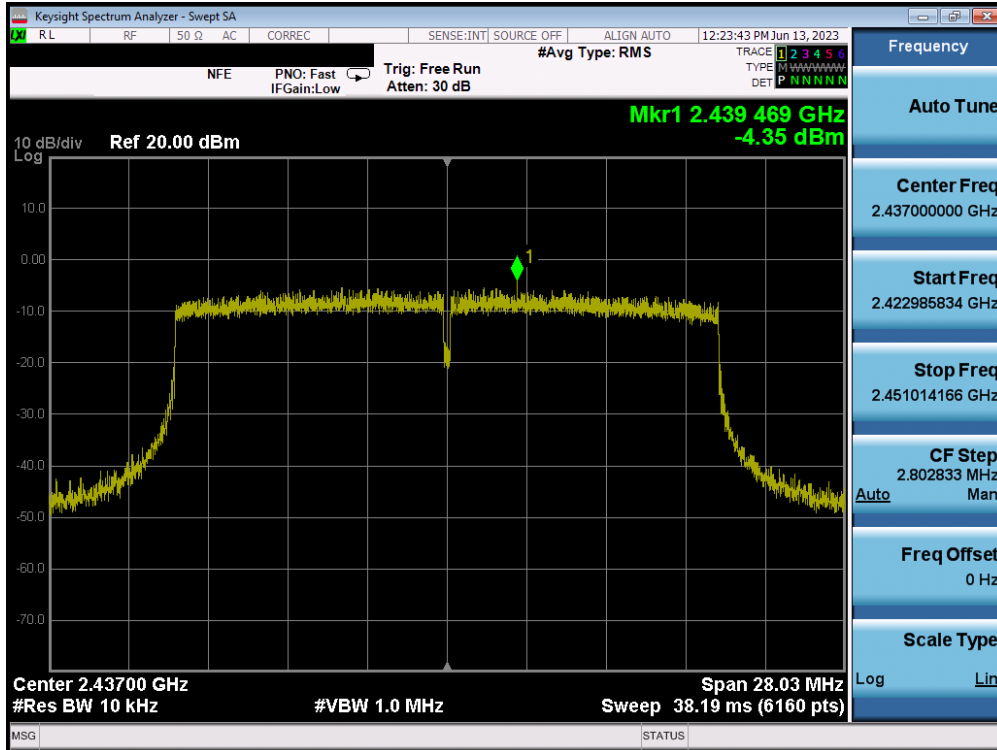 Keysight Spectrum Analyzer - Swept SA
LXI RL RF 50 Ω AC CORREC SENSE:INT SOURCE OFF ALIGN AUTO 12:23:43 PM Jun 13, 2023
#Avg Type: RMS TRACE 1 2 3 4 5 6
NFE PNO: Fast Trig: Free Run TYPE M W W W W W
IFGain:Low Atten: 30 dB DET P N N N N N
Mkr1 2.439 469 GHz
-4.35 dBm
10 dB/div Ref 20.00 dBm
Log
10.0
0.00
1
-10.0
-20.0
-30.0
-40.0
-50.0
-60.0
-70.0
Center 2.43700 GHz Span 28.03 MHz
#Res BW 10 kHz #VBW 1.0 MHz Sweep 38.19 ms (6160 pts)
MSG STATUS
Frequency
Auto Tune
Center Freq
2.437000000 GHz
Start Freq
2.422985834 GHz
Stop Freq
2.451014166 GHz
CF Step
2.802833 MHz
Auto Man
Freq Offset
0 Hz
Scale Type
Log Lin